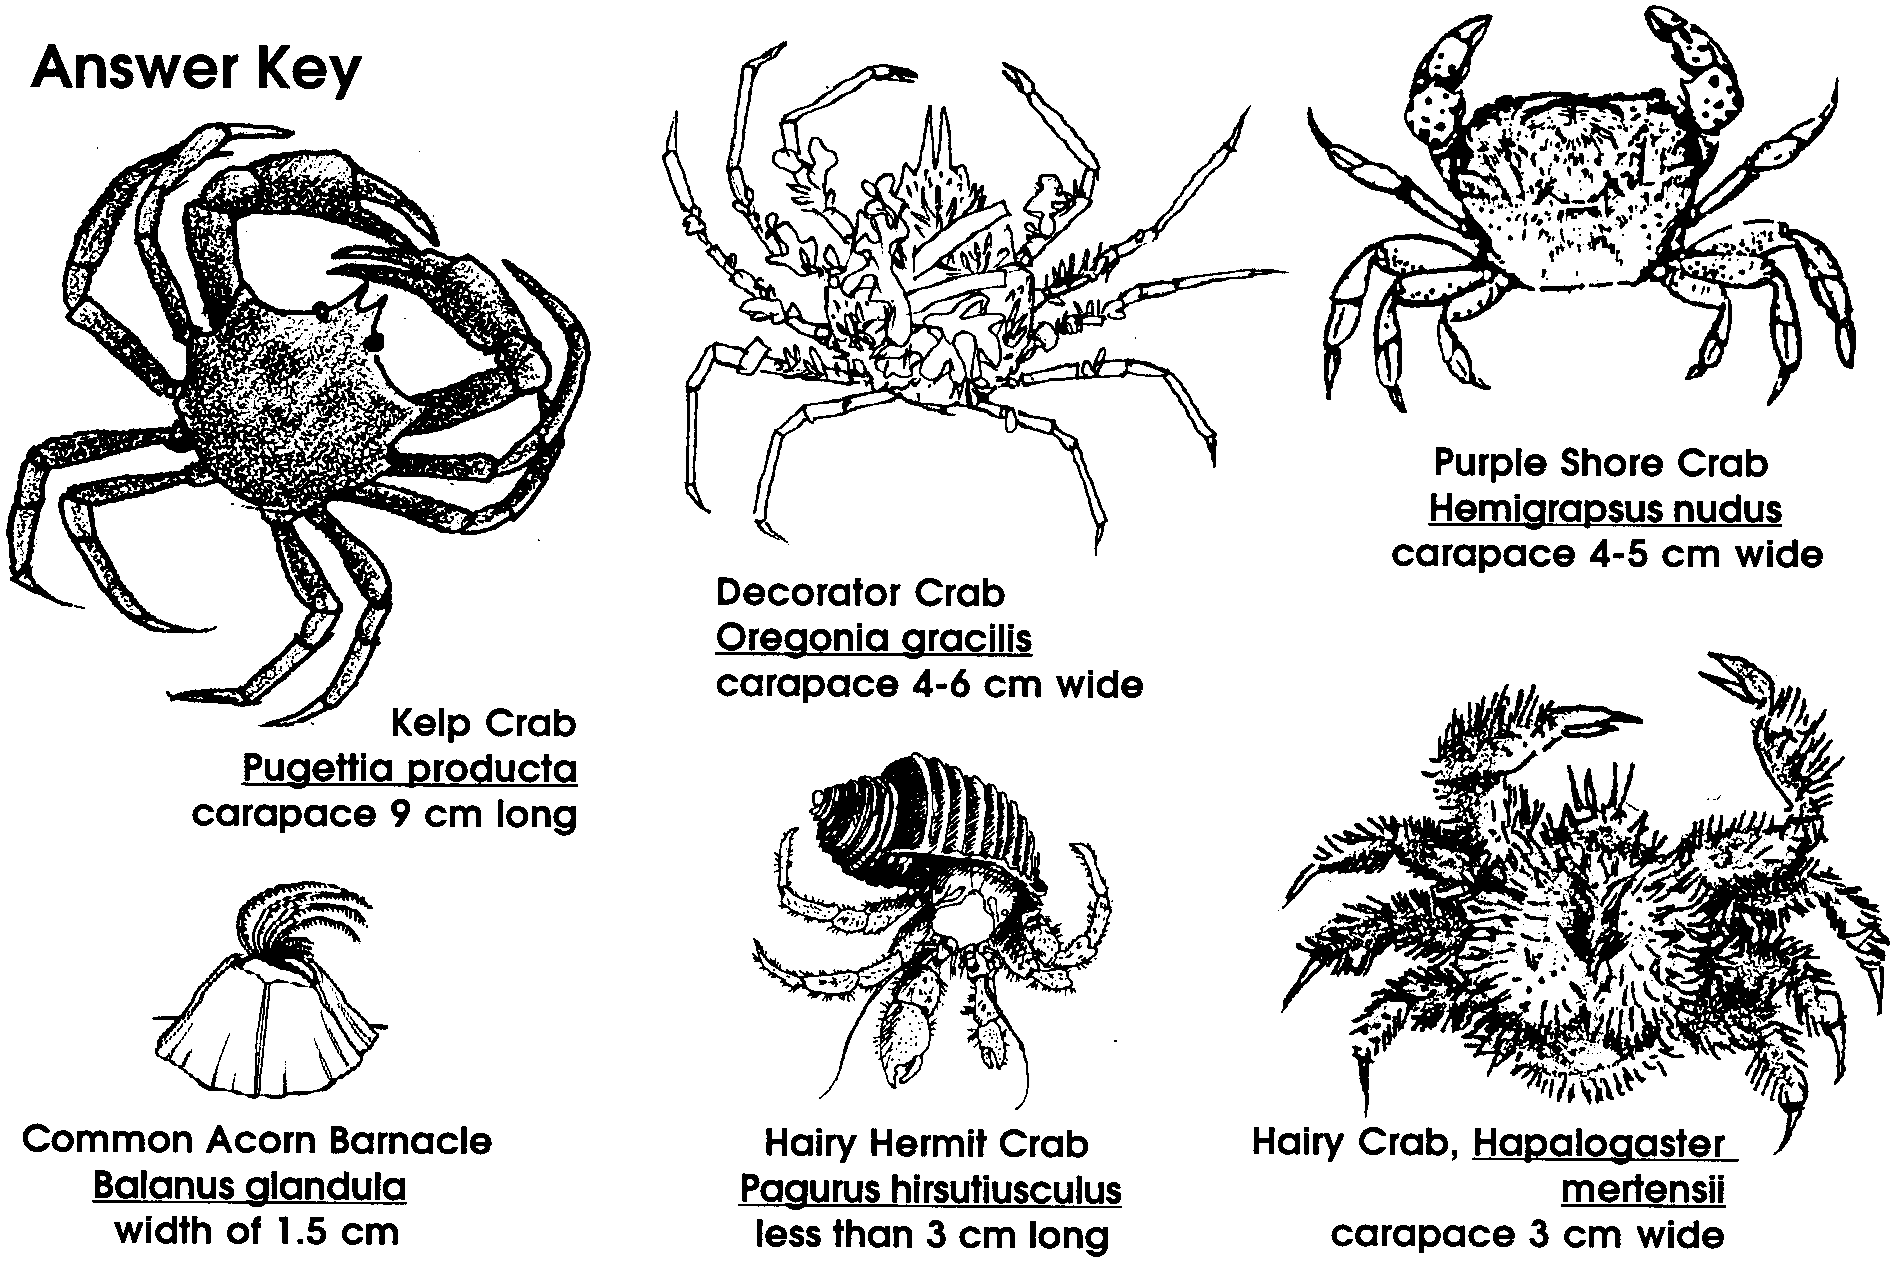 Answer Key
Kelp Crab
Pugettia producta
carapace 9 cm long
Decorator Crab
Oregonia gracilis
carapace 4-6 cm wide
Purple Shore Crab
Hemigrapsus nudus
carapace 4-5 cm wide
Common Acorn Barnacle
Balanus glandula
width of 1.5 cm
Hairy Hermit Crab
Pagurus hirsutiusculus
less than 3 cm long
Hairy Crab, Hapalogaster
mertensii
carapace 3 cm wide